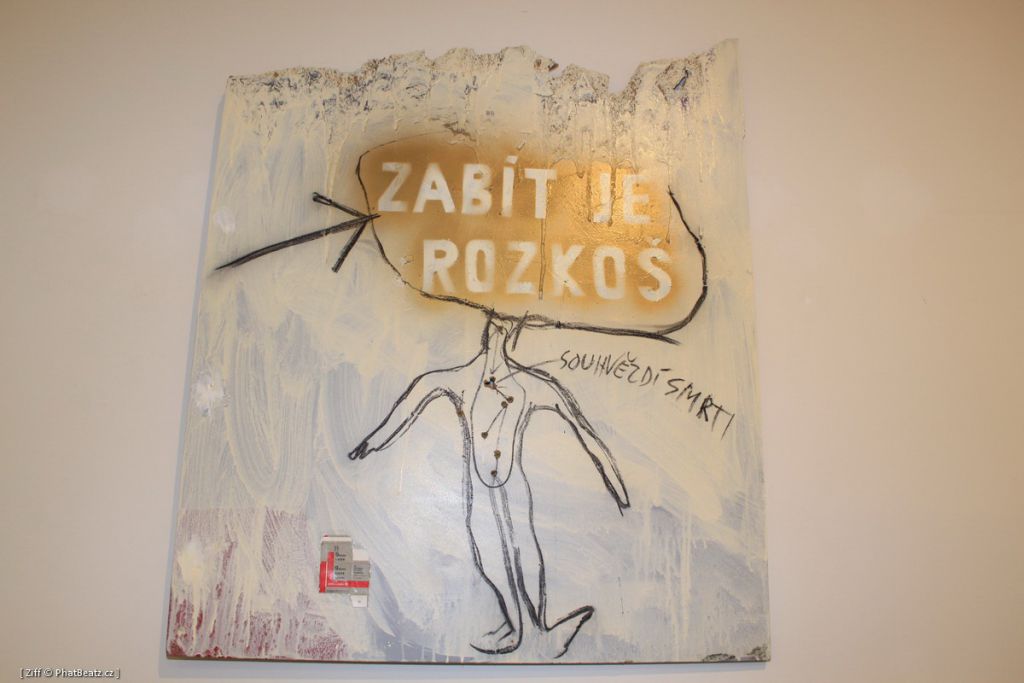 ZABÍT JE
ROZKOŠ
SOUHVĚZDÍ SMRTI
[ Ziff © PhatBeatz.cz ]